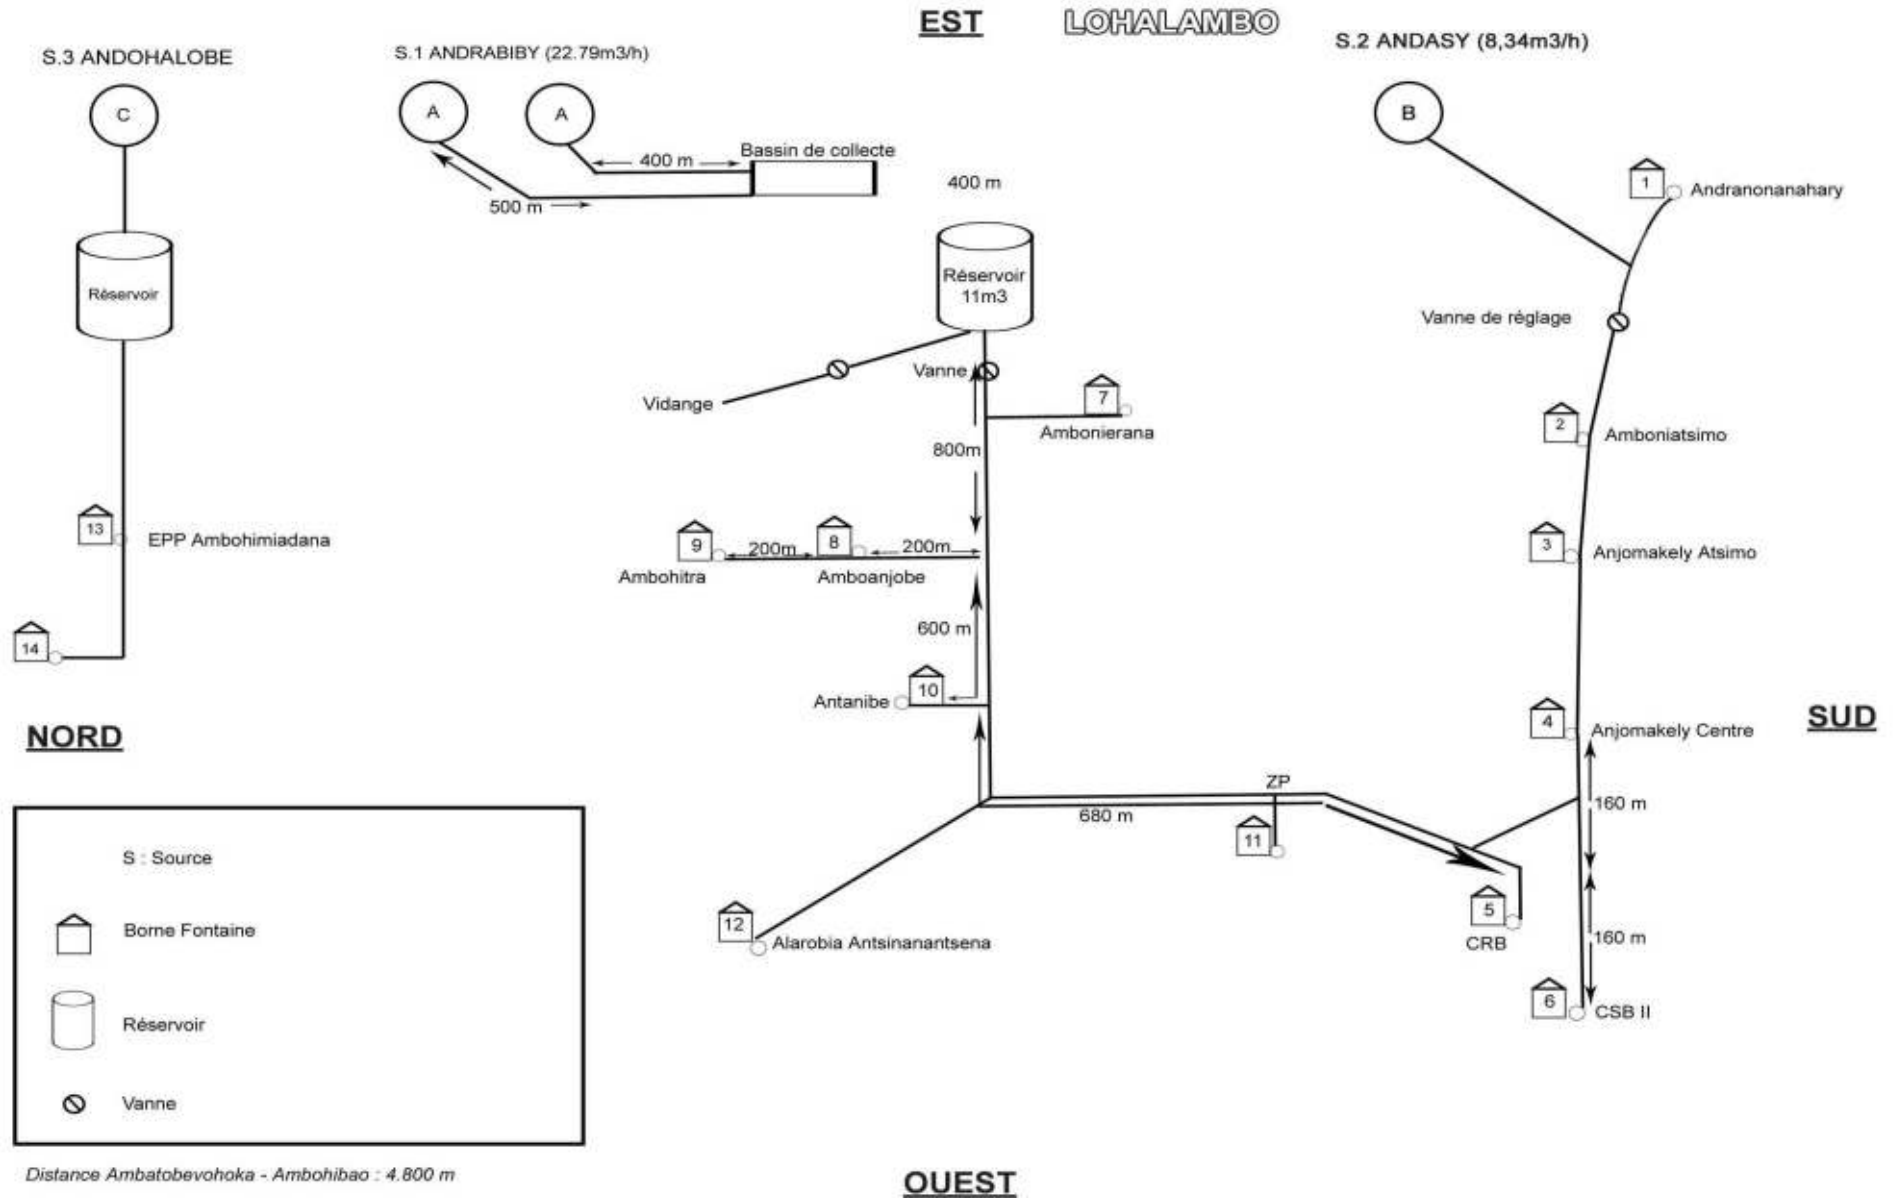 EST
LOHALAMBO
S.3 ANDOHALOBE
S.1 ANDRABIBY (22.79m3/h)
S.2 ANDASY (8,34m3/h)
C
A
A
B
400 m
Bassin de collecte
500 m
400 m
1
Andranonanahary
Réservoir
Réservoir
11m3
Vanne de réglage
Vanne
Vidange
7
Ambonierana
2
Amboniatsimo
800m
13
EPP Ambohimiadana
9
200m
8
200m
Ambohitra
Amboanjobe
3
Anjomakely Atsimo
600 m
14
10
Antanibe
4
Anjomakely Centre
NORD
SUD
ZP
680 m
11
160 m
12
Alarobia Antsinanantsena
5
CRB
160 m
6
CSB II
S : Source
Borne Fontaine
Réservoir
Vanne
Distance Ambatobevohoka - Ambohibao : 4.800 m
OUEST